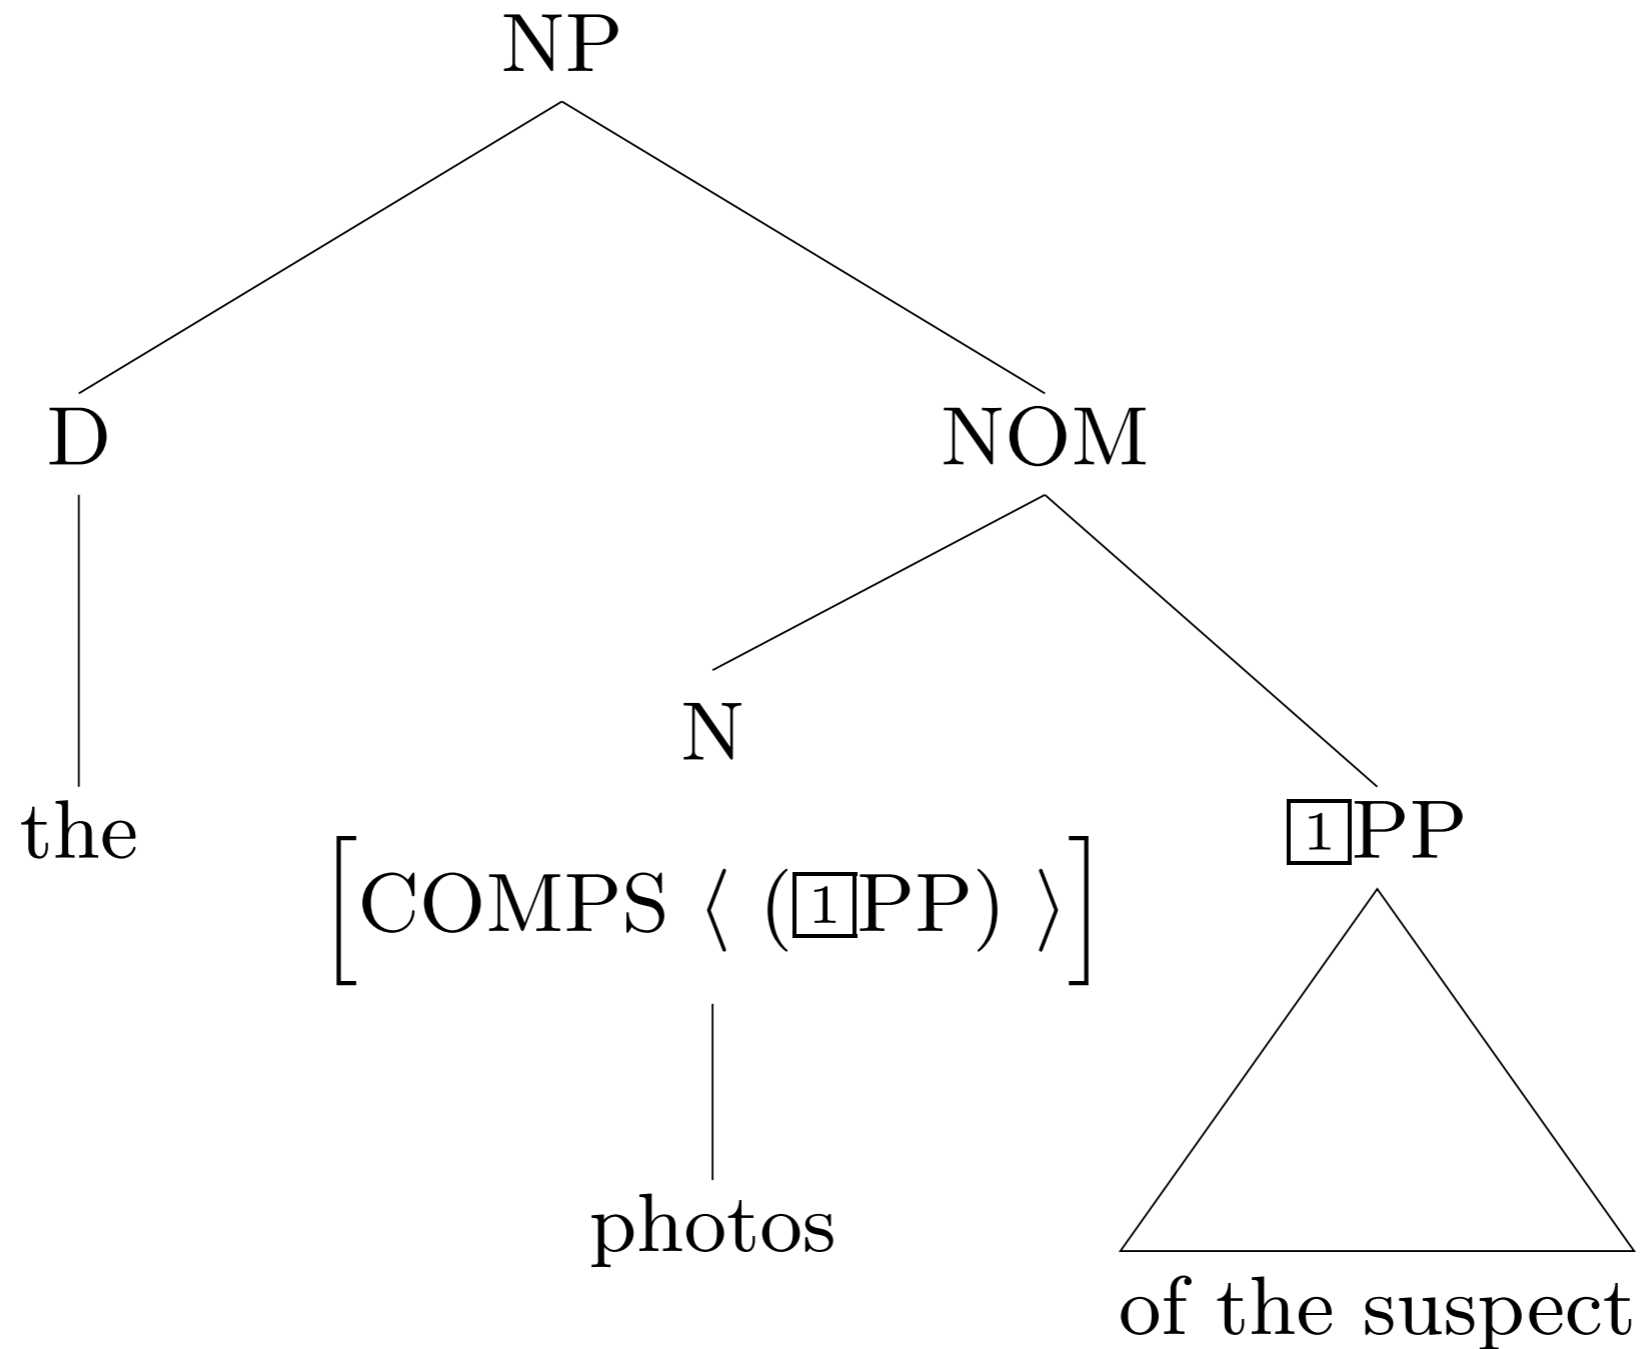 NP
D NOM
N
the 1PP
[COMPS ⟨ (1PP) ⟩]
photos
of the suspect